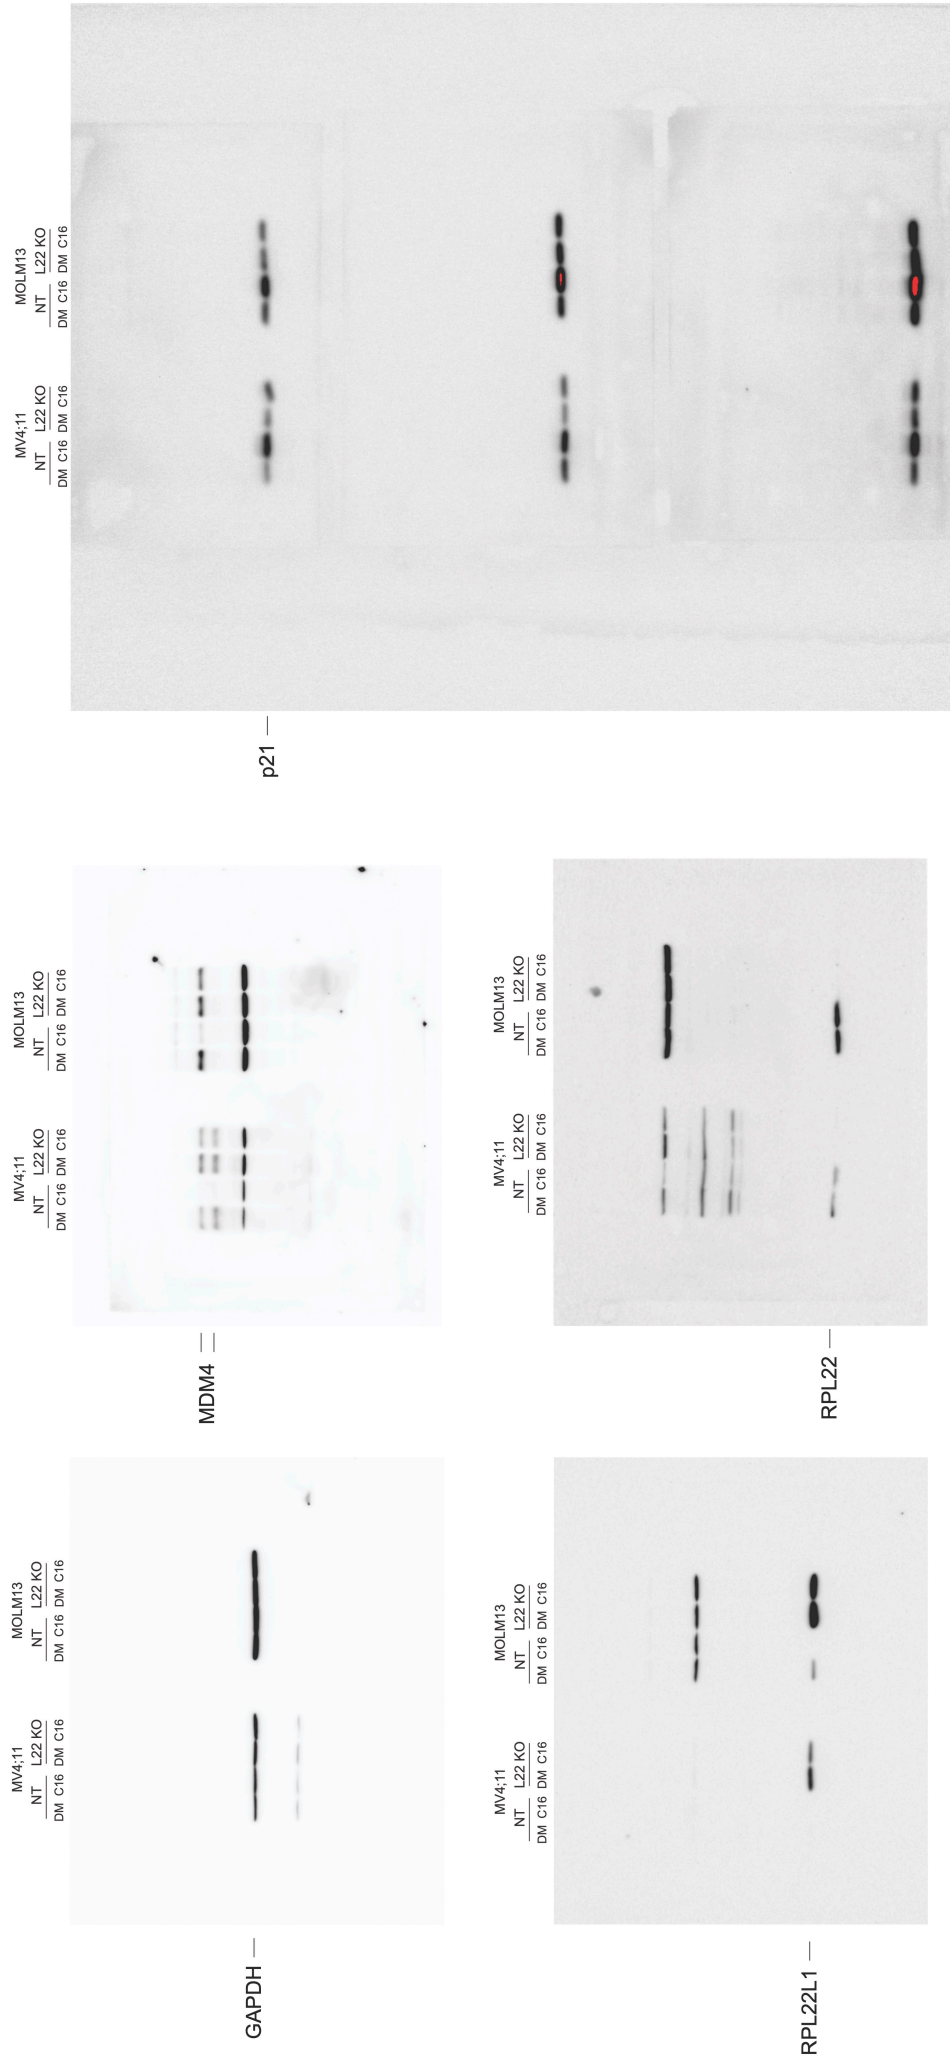 MV4;11 MOLM13
NT L22 KO NT L22 KO
DM C16 DM C16 DM C16 DM C16
p21
MV4;11 MOLM13
NT L22 KO NT L22 KO
DM C16 DM C16 DM C16 DM C16
MDM4
MV4;11 MOLM13
NT L22 KO NT L22 KO
DM C16 DM C16 DM C16 DM C16
RPL22
MV4;11 MOLM13
NT L22 KO NT L22 KO
DM C16 DM C16 DM C16 DM C16
GAPDH
MV4;11 MOLM13
NT L22 KO NT L22 KO
DM C16 DM C16 DM C16 DM C16
RPL22L1